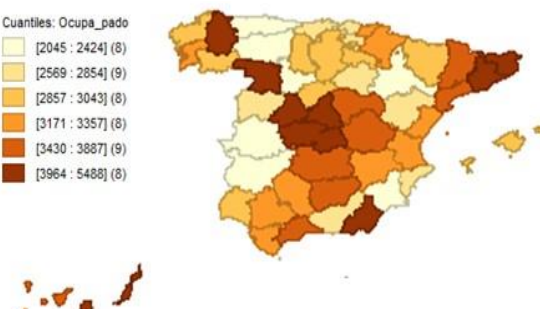 Cuantiles: Ocupa_pado
[2045 : 2424] (8)
[2569 : 2854] (9)
[2857 : 3043] (8)
[3171 : 3357] (8)
[3430 : 3887] (9)
[3964 : 5488] (8)